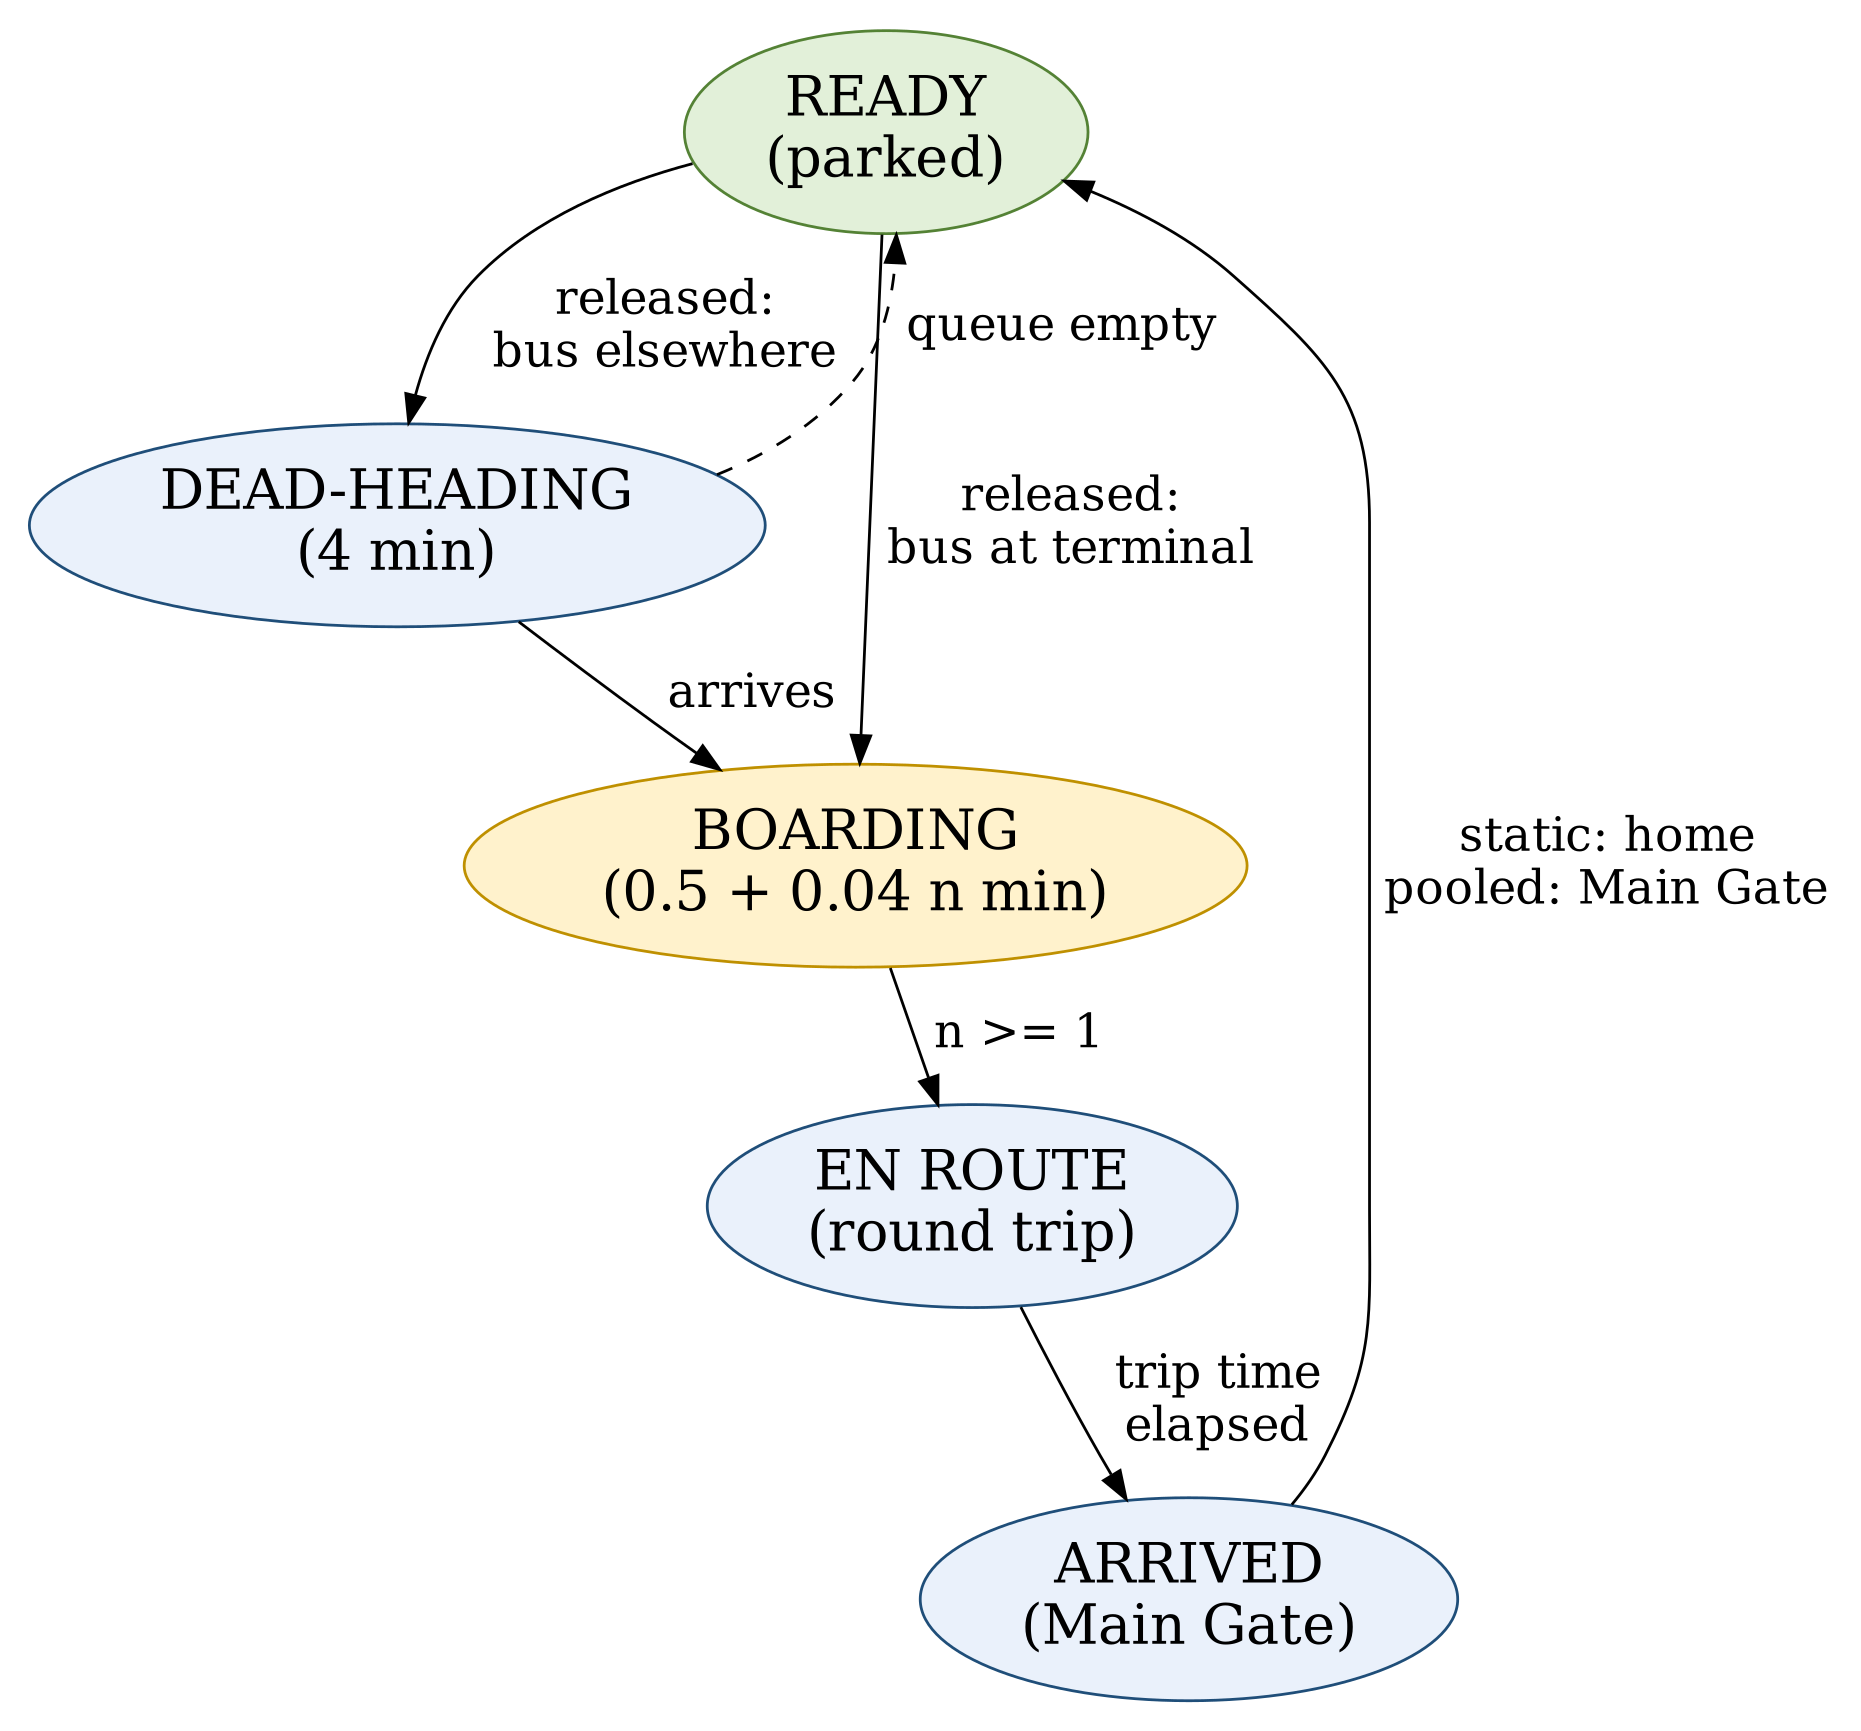 READY
(parked)
released:
bus elsewhere
queue empty
DEAD-HEADING
(4 min)
released:
bus at terminal
arrives
BOARDING
(0.5 + 0.04 n min)
static: home
pooled: Main Gate
n >= 1
EN ROUTE
(round trip)
trip time
elapsed
ARRIVED
(Main Gate)